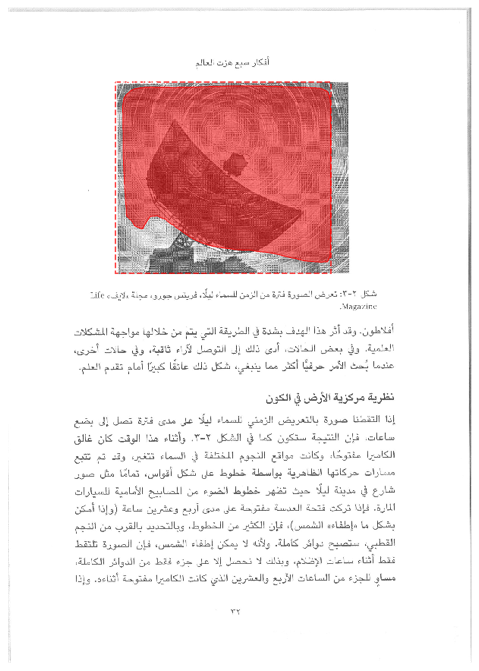 أفكار سبع هزت العالم
شكل ٢-٣: تعرض الصورة فترة من الزمن للسماء ليلًا، فريتس جورو، مجلة «لايف» Life
Magazine.
أفلاطون. وقد أثر هذا الهدف بشدة في الطريقة التي يتم من خلالها مواجهة المشكلات
العلمية. وفي بعض الحالات، أدى ذلك إلى التوصل لآراء ثاقبة، وفي حالات أخرى،
عندما بُحث الأمر حرفيًّا أكثر مما ينبغي، شكل ذلك عائقًا كبيرًا أمام تقدم العلم.
نظرية مركزية الأرض في الكون
إذا التقطنا صورة بالتعريض الزمني للسماء ليلًا على مدى فترة تصل إلى بضع
ساعات، فإن النتيجة ستكون كما في الشكل ٢-٣. وأثناء هذا الوقت كان غالق
الكاميرا مفتوحًا، وكانت مواقع النجوم المختلفة في السماء تتغير، وقد تم تتبع
مسارات حركاتها الظاهرية بواسطة خطوط على شكل أقواس، تمامًا مثل صور
شارع في مدينة ليلًا حيث تظهر خطوط الضوء من المصابيح الأمامية للسيارات
المارة. فإذا تركت فتحة العدسة مفتوحة على مدى أربع وعشرين ساعة (وإذا أمكن
بشكل ما «إطفاء» الشمس)، فإن الكثير من الخطوط، وبالتحديد بالقرب من النجم
القطبي، ستصبح دوائر كاملة. ولأنه لا يمكن إطفاء الشمس، فإن الصورة تلتقط
فقط أثناء ساعات الإظلام، وبذلك لا نحصل إلا على جزء فقط من الدوائر الكاملة،
مساوٍ للجزء من الساعات الأربع والعشرين الذي كانت الكاميرا مفتوحة أثناءه. وإذا
٣٢